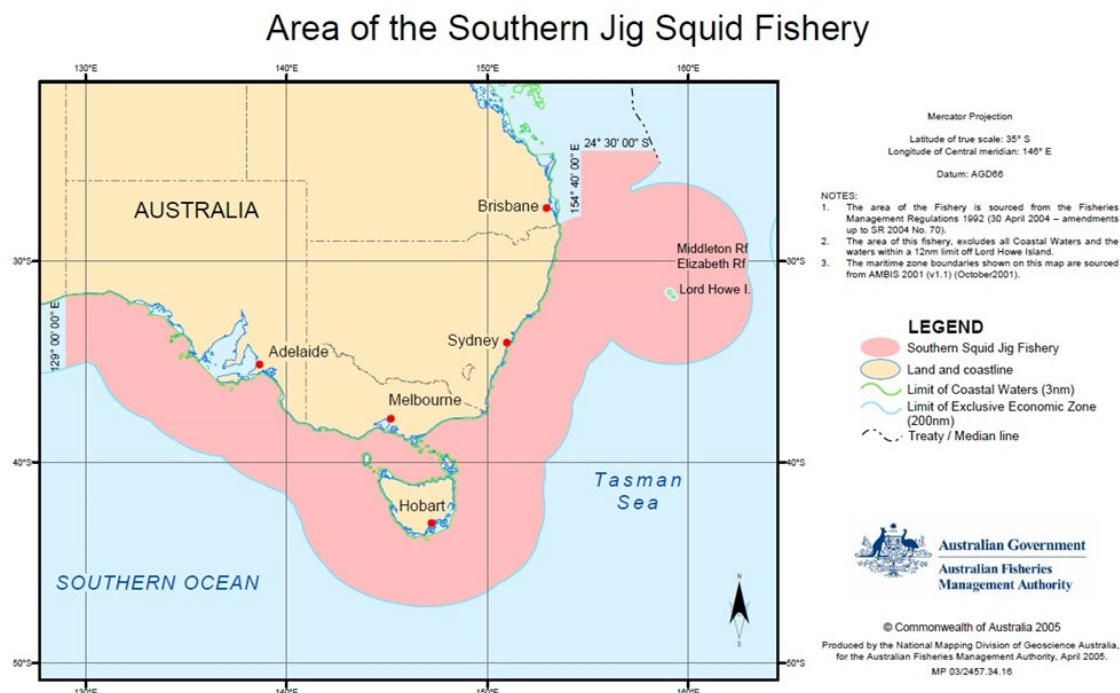 Area of the Southern Jig Squid Fishery
130°E 140°E 150°E 160°E
24° 30' 00" S
154° 40' 00" E
Brisbane
AUSTRALIA
Middleton Rf
Elizabeth Rf
30°S 30°S
Lord Howe I.
129° 00' 00" E
Sydney
Adelaide
Melbourne
40°S 40°S
Tasman
Sea
Hobart
SOUTHERN OCEAN
N
S
50°S 50°S
130°E 140°E 150°E 160°E
Mercator Projection
Latitude of true scale: 35° S
Longitude of Central meridian: 146° E
Datum: AGD66
NOTES:
1. The area of the Fishery is sourced from the Fisheries
Management Regulations 1992 (30 April 2004 – amendments
up to SR 2004 No. 70).
2. The area of this fishery, excludes all Coastal Waters and the
waters within a 12nm limit off Lord Howe Island.
3. The maritime zone boundaries shown on this map are sourced
from AMBIS 2001 (v1.1) (October2001).
LEGEND
Southern Squid Jig Fishery
Land and coastline
Limit of Coastal Waters (3nm)
Limit of Exclusive Economic Zone
(200nm)
Treaty / Median line
Australian Government
Australian Fisheries
Management Authority
© Commonwealth of Australia 2005
Produced by the National Mapping Division of Geoscience Australia,
for the Australian Fisheries Management Authority, April 2005.
MP 03/2457.34.16